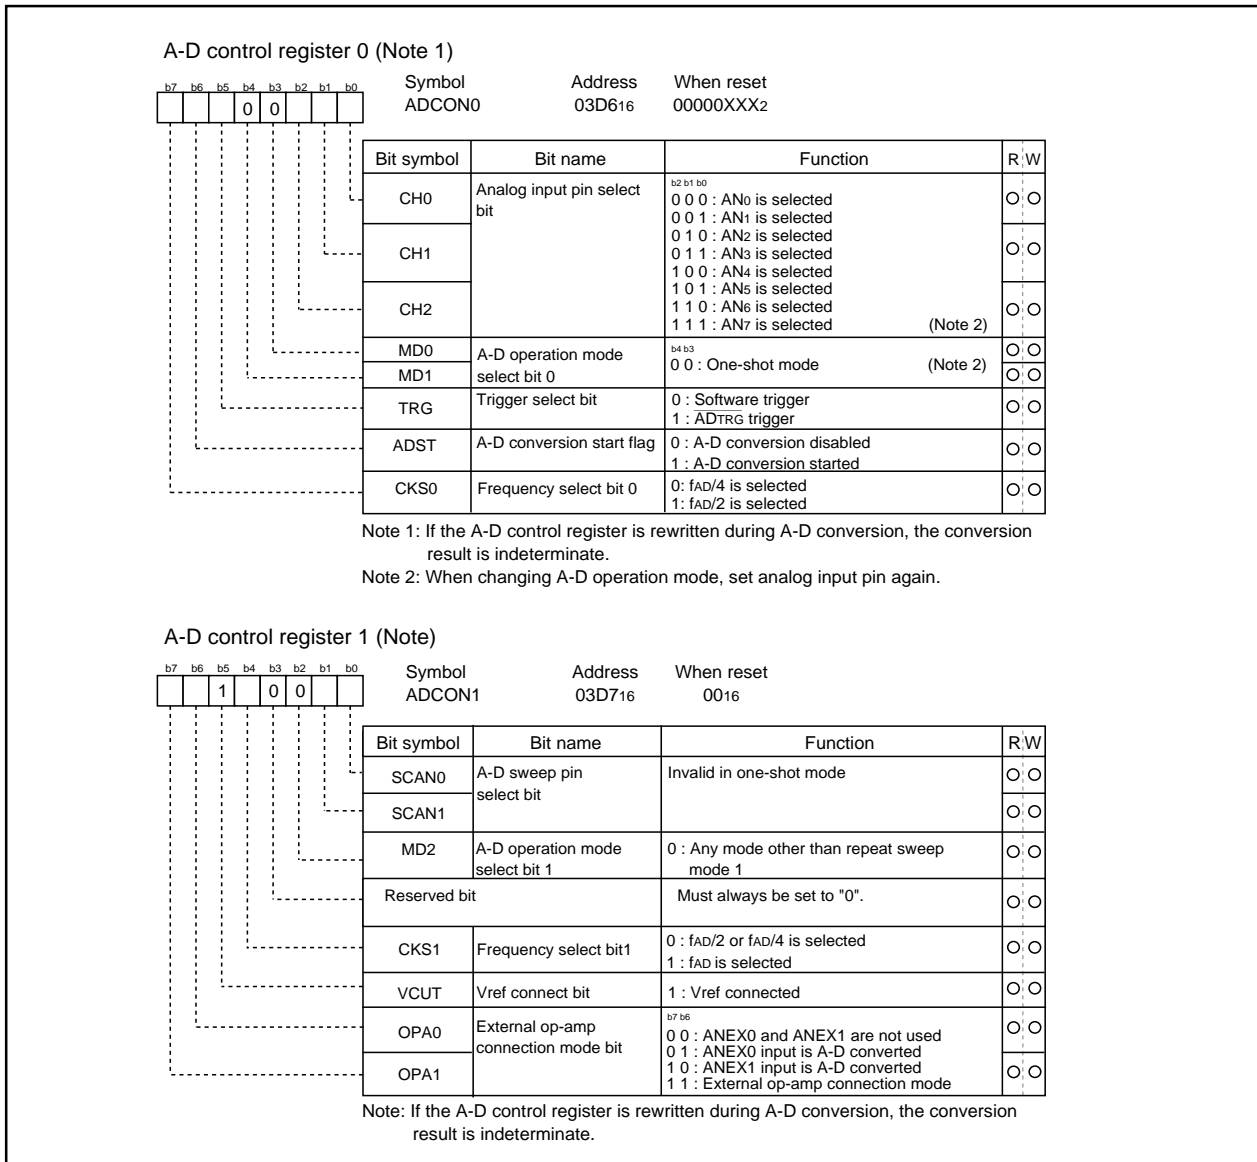 A-D control register 0 (Note 1)
b7 b6 b5 b4 b3 b2 b1 b0
0 0
Symbol Address When reset
ADCON0 03D616 00000XXX2
Bit symbol Bit name Function R W
CH0 Analog input pin select bit
b2 b1 b0
0 0 0 : AN0 is selected
0 0 1 : AN1 is selected
0 1 0 : AN2 is selected
CH1
0 1 1 : AN3 is selected
1 0 0 : AN4 is selected
1 0 1 : AN5 is selected
CH2
1 1 0 : AN6 is selected
1 1 1 : AN7 is selected (Note 2)
MD0
MD1
A-D operation mode
select bit 0
b4 b3
0 0 : One-shot mode (Note 2)
TRG Trigger select bit
0 : Software trigger
1 : ADTRG trigger
ADST A-D conversion start flag
0 : A-D conversion disabled
1 : A-D conversion started
CKS0 Frequency select bit 0
0: fAD/4 is selected
1: fAD/2 is selected
Note 1: If the A-D control register is rewritten during A-D conversion, the conversion
result is indeterminate.
Note 2: When changing A-D operation mode, set analog input pin again.
A-D control register 1 (Note)
b7 b6 b5 b4 b3 b2 b1 b0
1 0 0
Symbol Address When reset
ADCON1 03D716 0016
Bit symbol Bit name Function R W
SCAN0
SCAN1
A-D sweep pin
select bit
Invalid in one-shot mode
MD2
A-D operation mode
select bit 1
0 : Any mode other than repeat sweep
mode 1
Reserved bit Must always be set to "0".
CKS1 Frequency select bit1
0 : fAD/2 or fAD/4 is selected
1 : fAD is selected
VCUT Vref connect bit 1 : Vref connected
OPA0
OPA1
External op-amp
connection mode bit
b7 b6
0 0 : ANEX0 and ANEX1 are not used
0 1 : ANEX0 input is A-D converted
1 0 : ANEX1 input is A-D converted
1 1 : External op-amp connection mode
Note: If the A-D control register is rewritten during A-D conversion, the conversion
result is indeterminate.